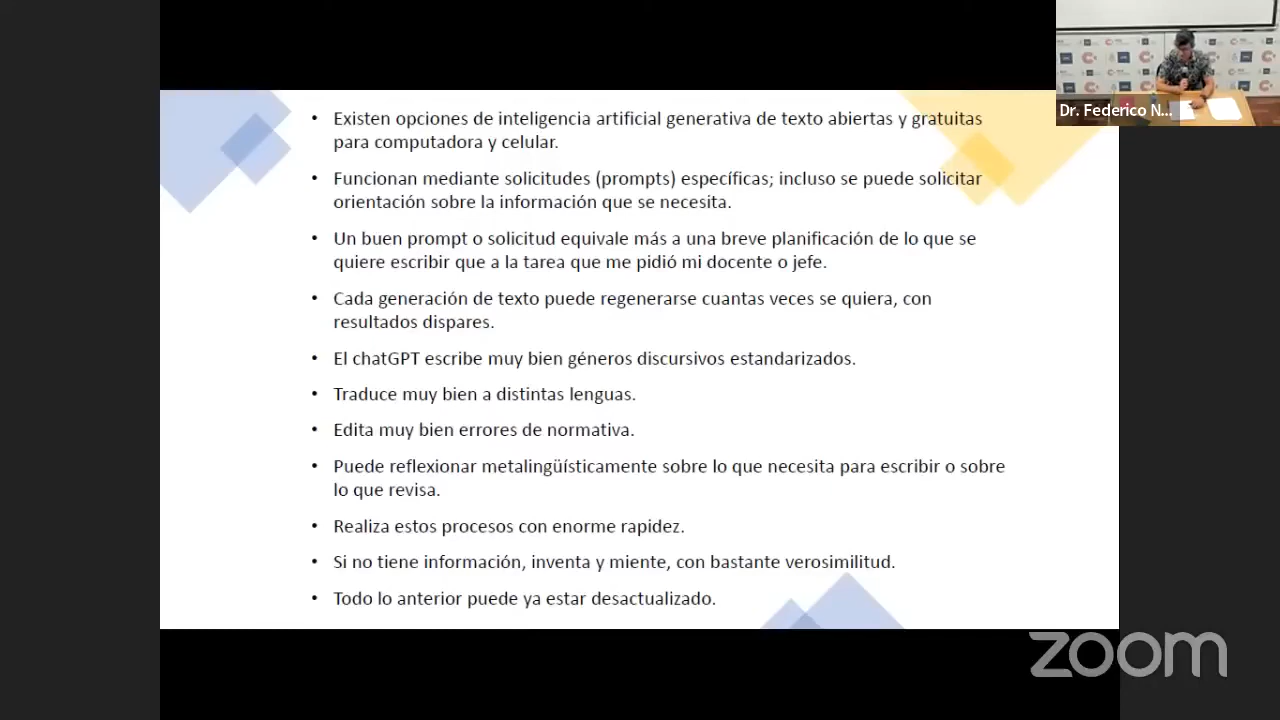 Dr. Federico N...
• Existen opciones de inteligencia artificial generativa de texto abiertas y gratuitas
para computadora y celular.
• Funcionan mediante solicitudes (prompts) específicas; incluso se puede solicitar
orientación sobre la información que se necesita.
• Un buen prompt o solicitud equivale más a una breve planificación de lo que se
quiere escribir que a la tarea que me pidió mi docente o jefe.
• Cada generación de texto puede regenerarse cuantas veces se quiera, con
resultados dispares.
• El chatGPT escribe muy bien géneros discursivos estandarizados.
• Traduce muy bien a distintas lenguas.
• Edita muy bien errores de normativa.
• Puede reflexionar metalingüísticamente sobre lo que necesita para escribir o sobre
lo que revisa.
• Realiza estos procesos con enorme rapidez.
• Si no tiene información, inventa y miente, con bastante verosimilitud.
• Todo lo anterior puede ya estar desactualizado.
zoom